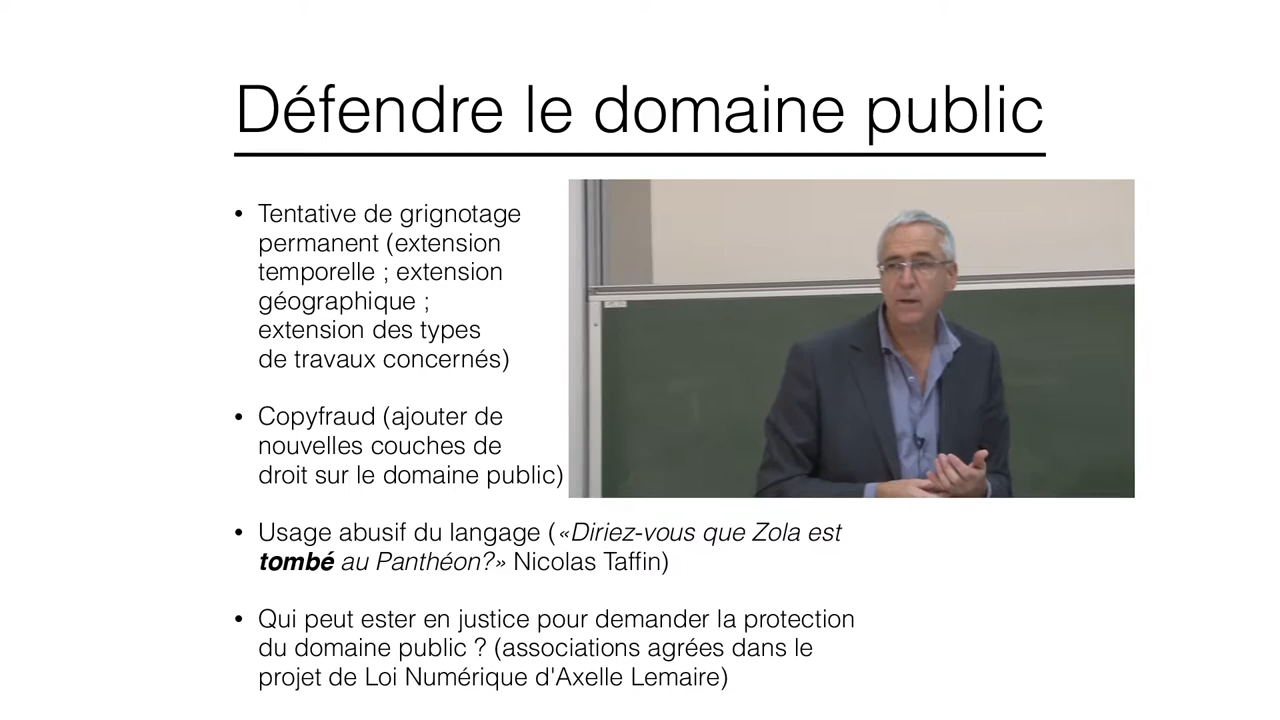 Défendre le domaine public
• Tentative de grignotage
permanent (extension
temporelle ; extension
géographique ;
extension des types
de travaux concernés)
• Copyfraud (ajouter de
nouvelles couches de
droit sur le domaine public)
• Usage abusif du langage («Diriez-vous que Zola est
tombé au Panthéon?» Nicolas Taffin)
• Qui peut ester en justice pour demander la protection
du domaine public ? (associations agrées dans le
projet de Loi Numérique d'Axelle Lemaire)